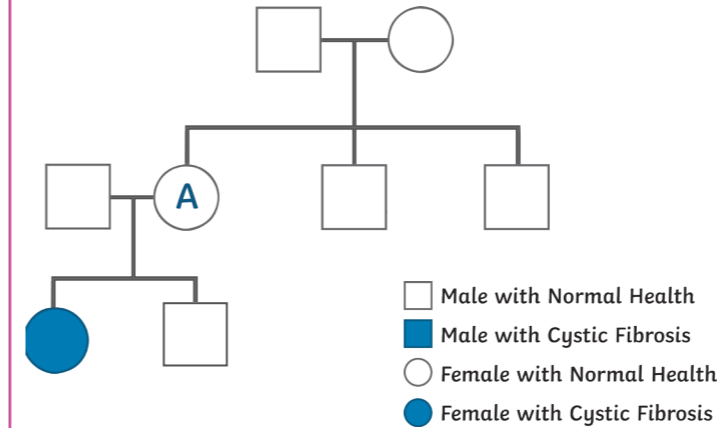 A
Male with Normal Health
Male with Cystic Fibrosis
Female with Normal Health
Female with Cystic Fibrosis